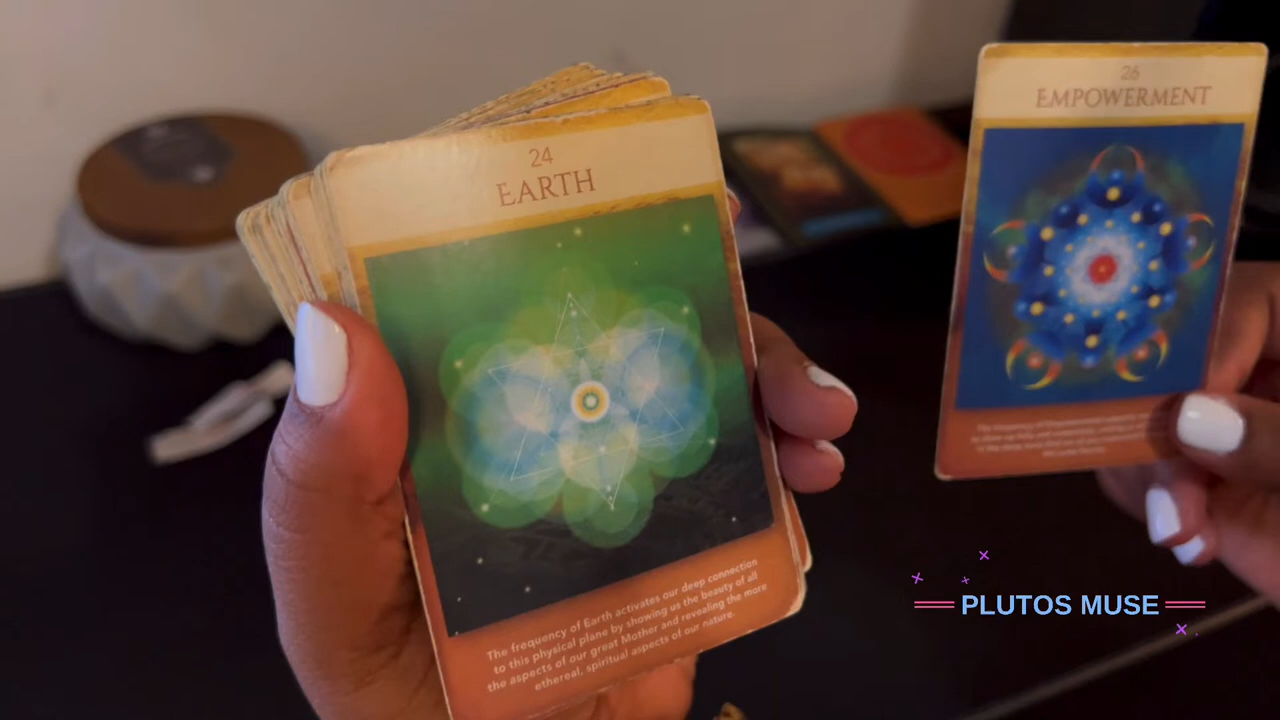 24
EARTH
The frequency of Earth activates our deep connection
to this physical plane by showing us the beauty of all
the aspects of our great Mother and revealing the more
ethereal, spiritual aspects of our nature.
26
EMPOWERMENT
PLUTOS MUSE